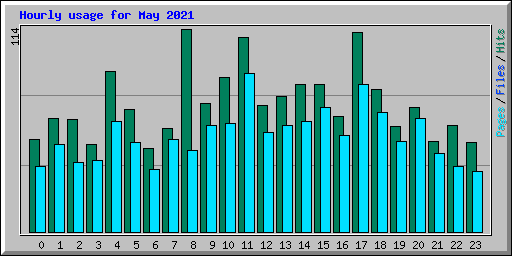 Hourly usage for May 2021
114
Pages/Files/Hits
0 1 2 3 4 5 6 7 8 9 10 11 12 13 14 15 16 17 18 19 20 21 22 23